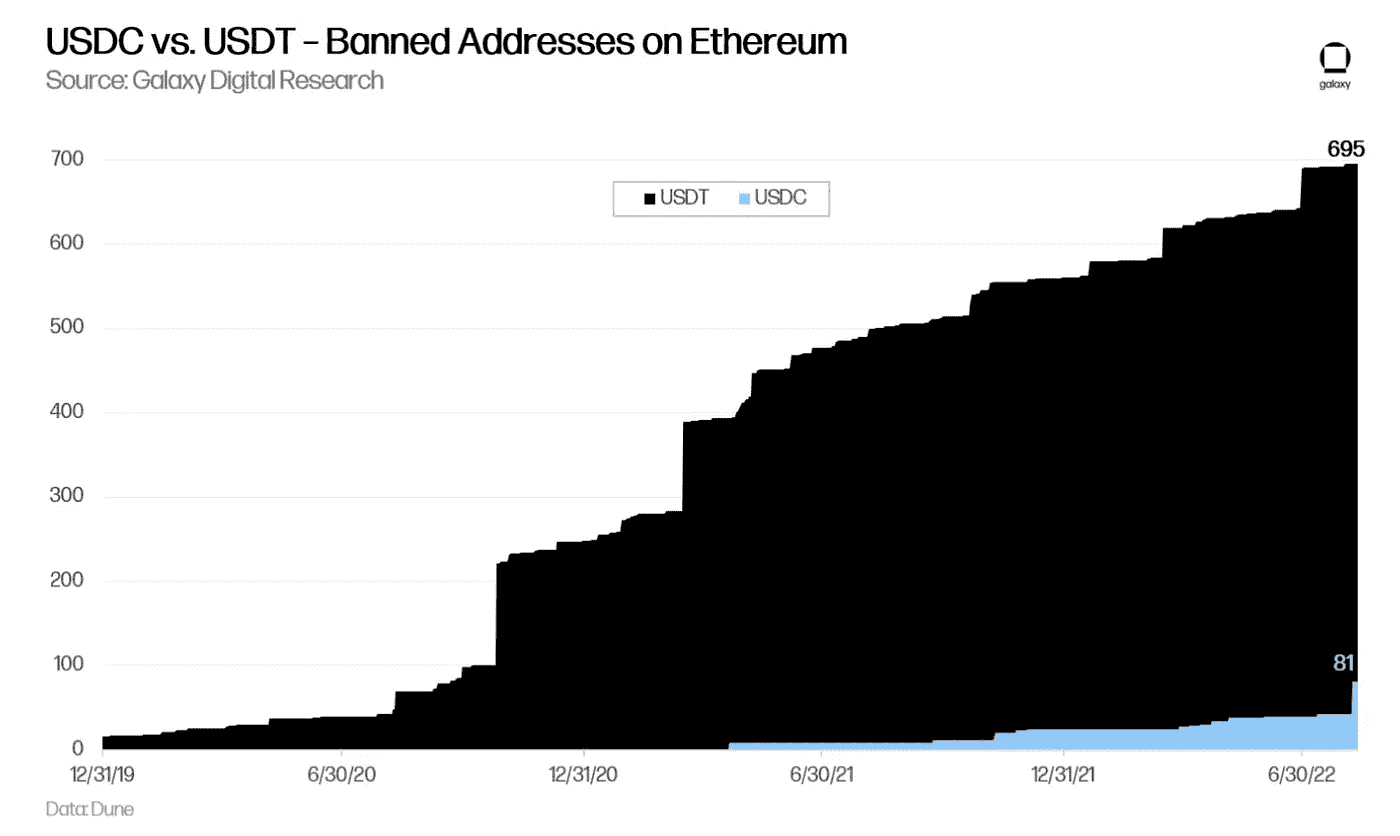 USDC vs. USDT – Banned Addresses on Ethereum
Source: Galaxy Digital Research
galaxy
695
700
USDT USDC
600
500
400
300
200
100
81
0
12/31/19 6/30/20 12/31/20 6/30/21 12/31/21 6/30/22
Data: Dune